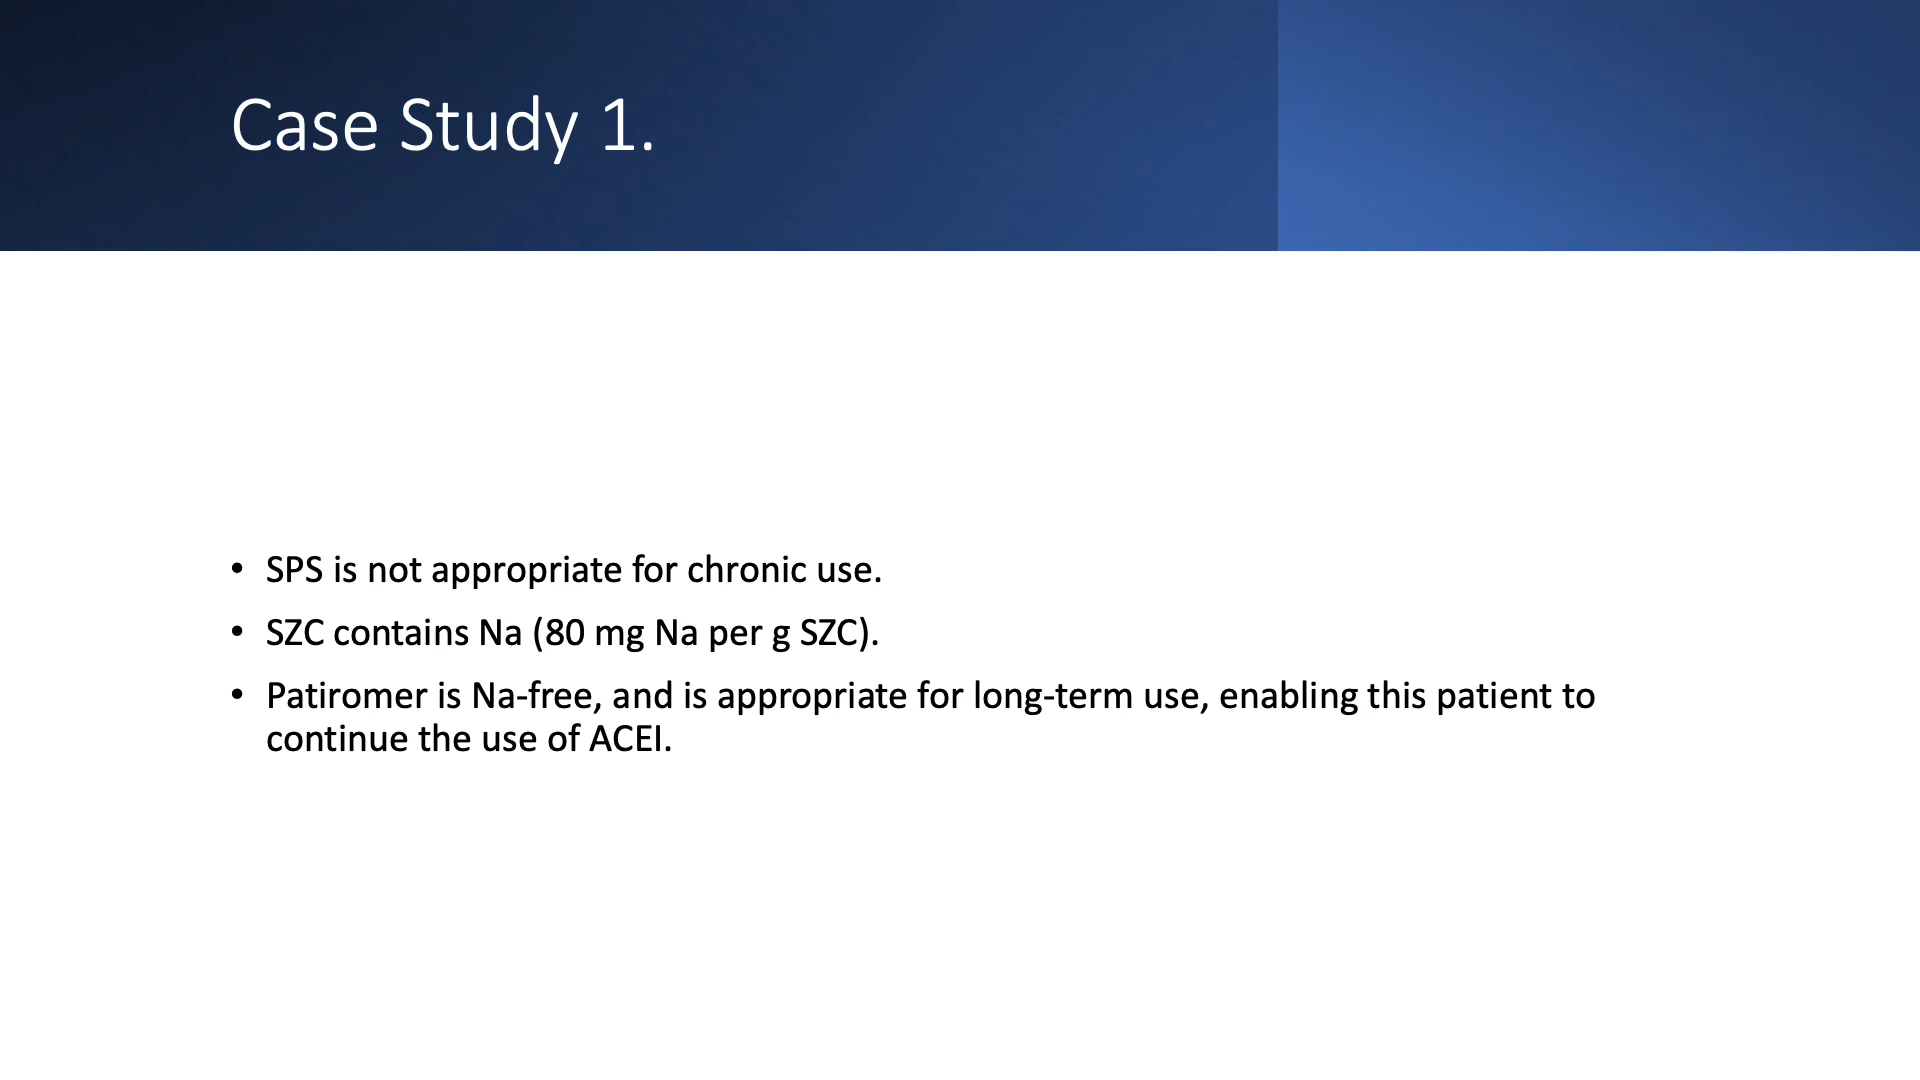 Case Study 1.
• SPS is not appropriate for chronic use.
• SZC contains Na (80 mg Na per g SZC).
• Patiromer is Na-free, and is appropriate for long-term use, enabling this patient to
continue the use of ACEI.